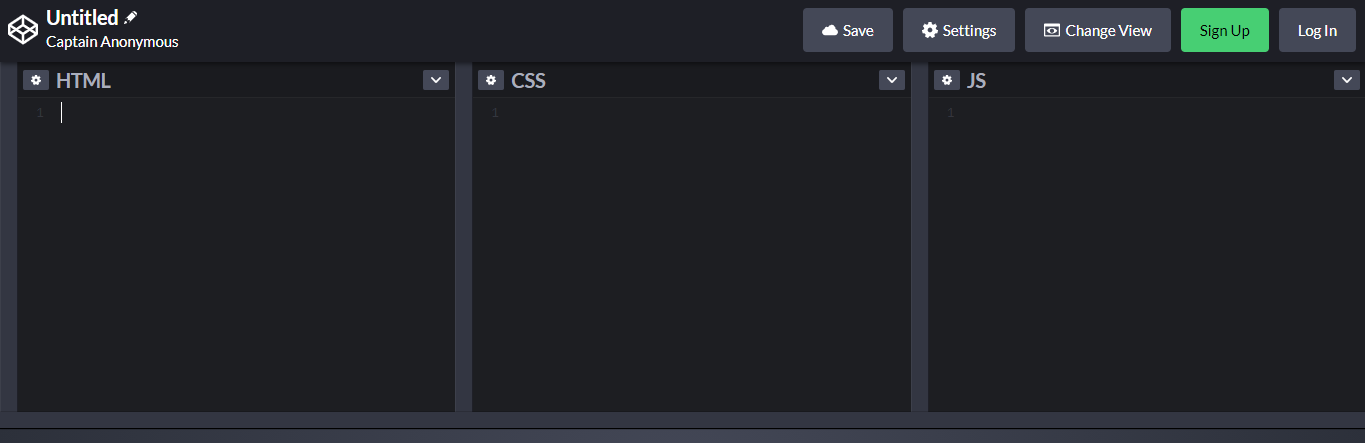 Untitled
Captain Anonymous
Save
Settings
Change View
Sign Up
Log In
HTML
CSS
JS
1
1
1